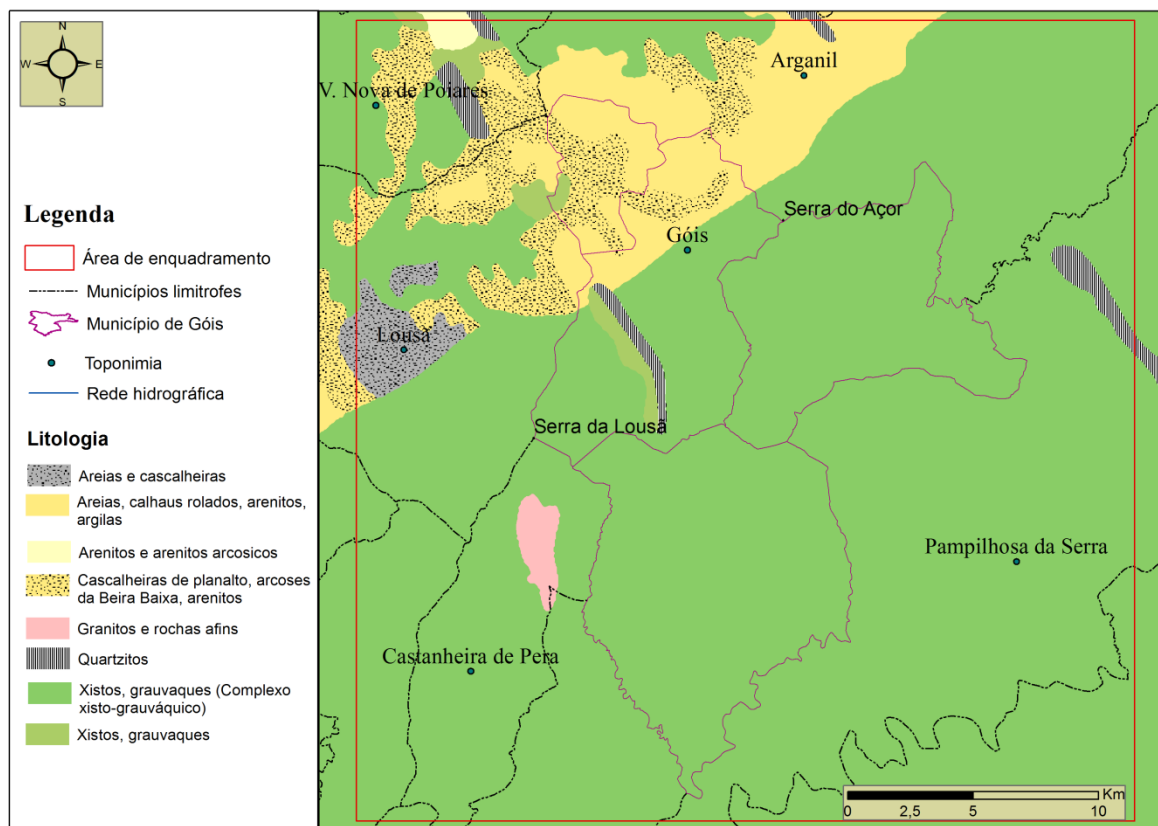 N
W
E
S
Legenda
Área de enquadramento
Municípios limitrofes
Município de Góis
Toponimia
Rede hidrográfica
Litologia
Areias e cascalheiras
Areias, calhaus rolados, arenitos,
argilas
Arenitos e arenitos arcosicos
Cascalheiras de planalto, arcoses
da Beira Baixa, arenitos
Granitos e rochas afins
Quartzitos
Xistos, grauvaques (Complexo
xisto-grauváquico)
Xistos, grauvaques
Arganil
V. Nova de Poiares
Serra do Açor
Góis
Lousã
Serra da Lousã
Pampilhosa da Serra
Castanheira de Pera
Km
0 2,5 5 10